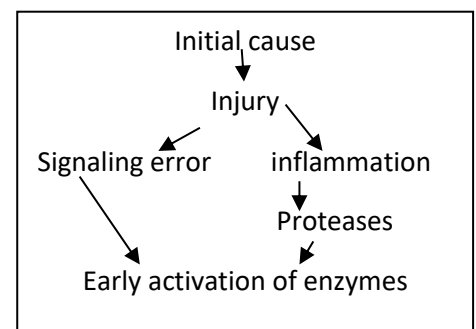 Initial cause
Injury
Signaling error inflammation
Proteases
Early activation of enzymes